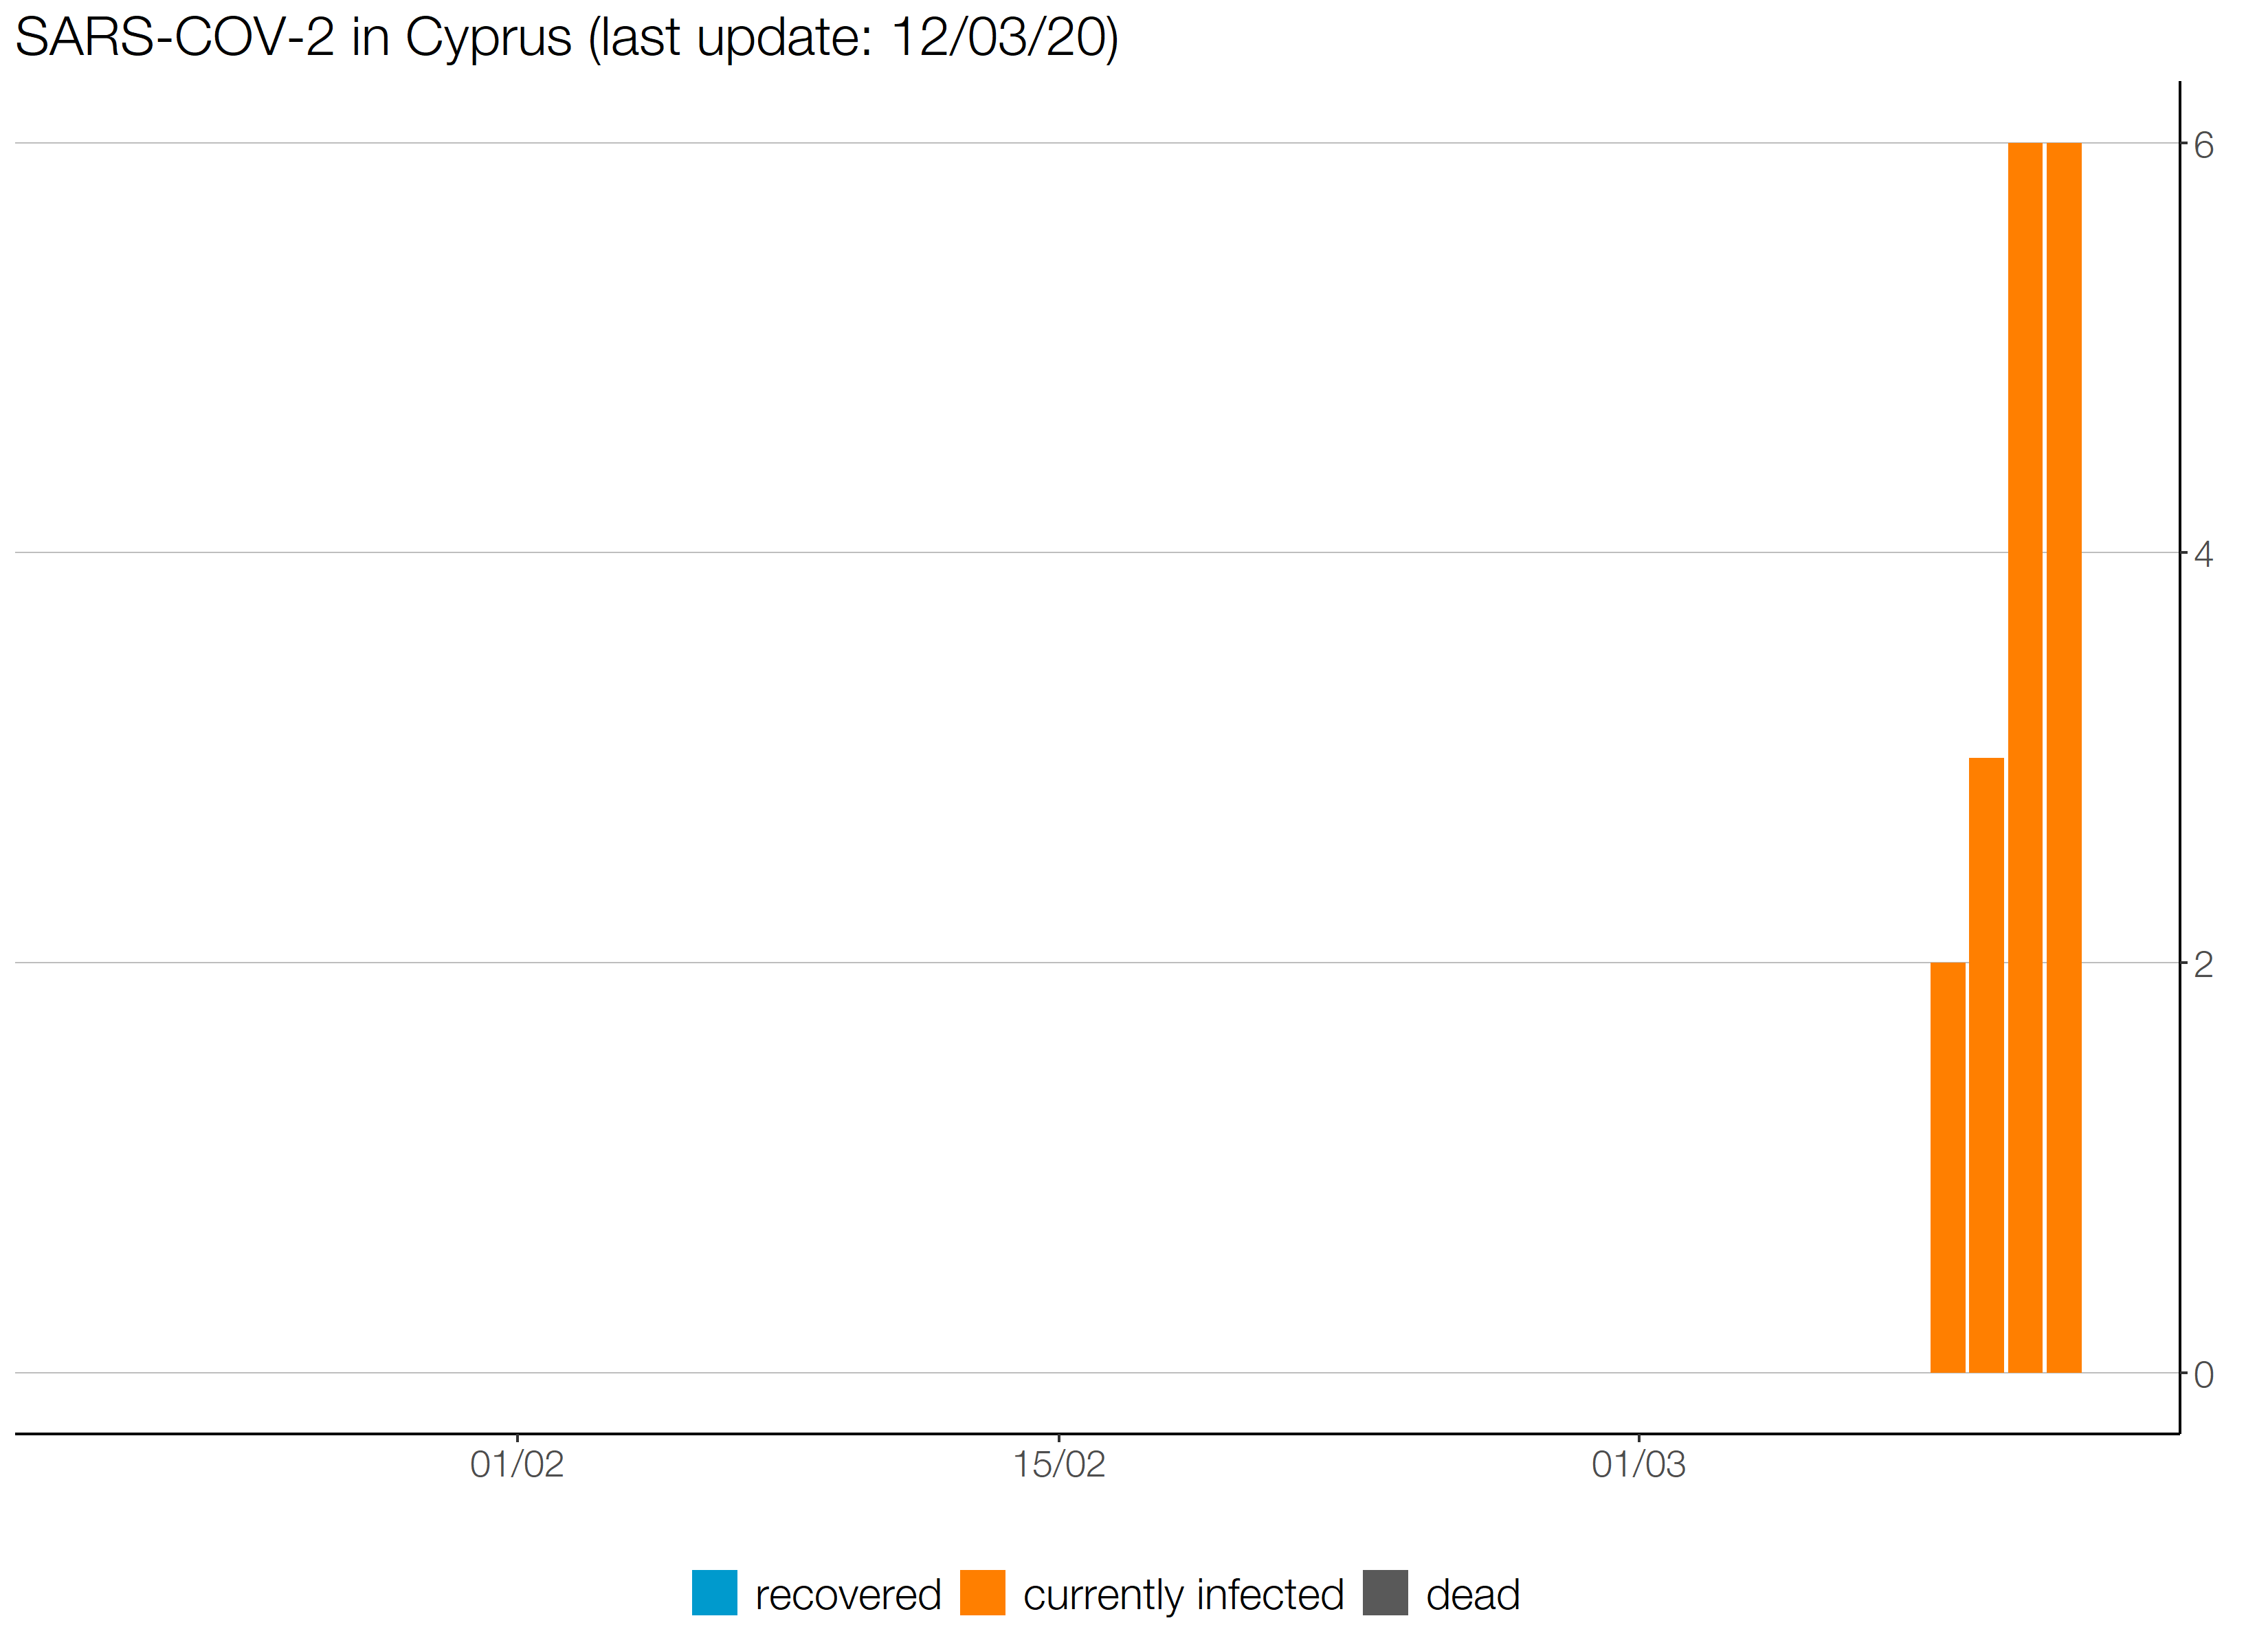 SARS-COV-2 in Cyprus (last update: 12/03/20)
6
4
2
0
01/02 15/02 01/03
recovered currently infected dead